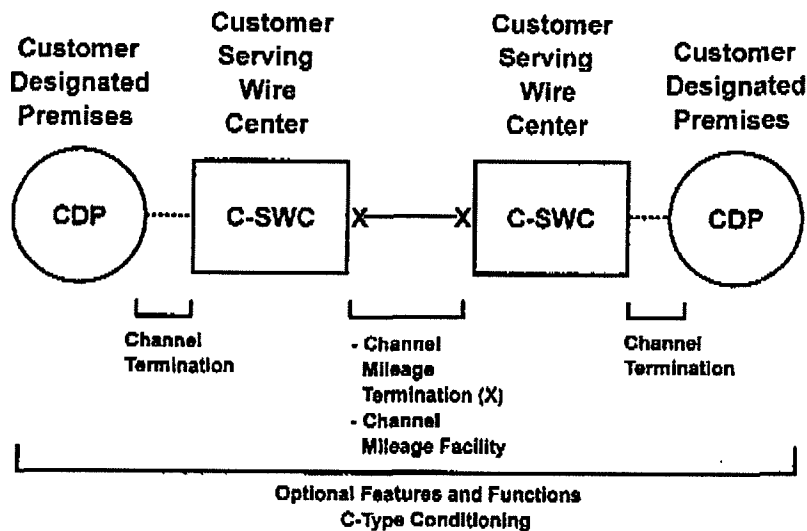 Customer
Designated
Premises
Customer
Serving
Wire
Center
Customer
Serving
Wire
Center
Customer
Designated
Premises
CDP
C-SWC
X
X
C-SWC
CDP
Channel
Termination
- Channel
Mileage
Termination (X)
- Channel
Mileage Facility
Channel
Termination
Optional Features and Functions
C-Type Conditioning